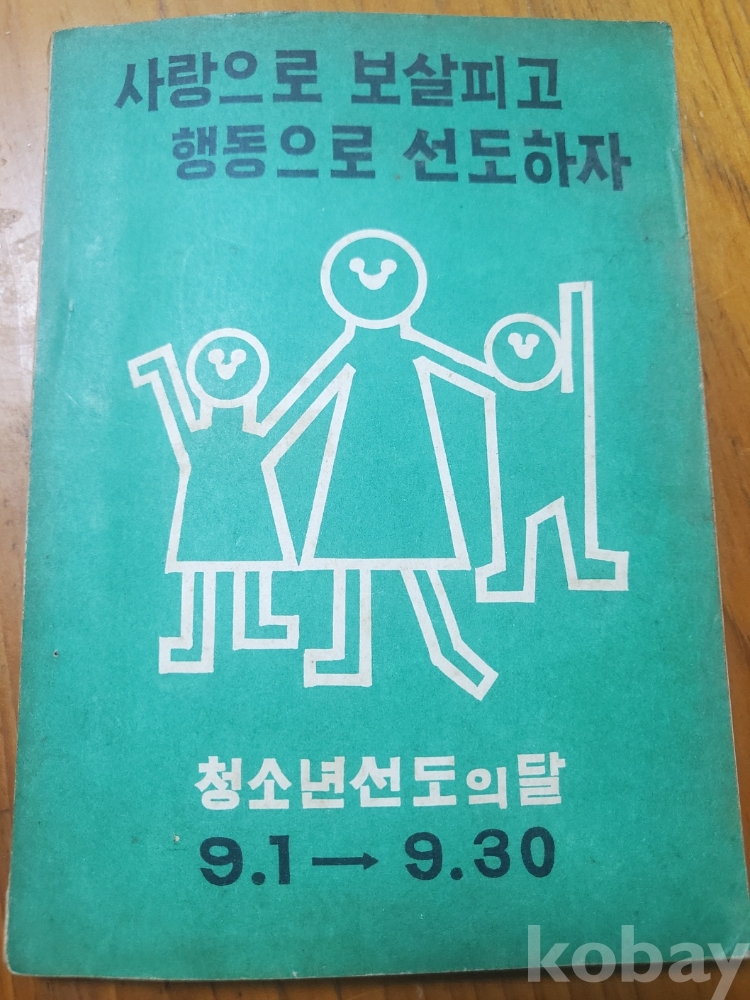 사랑으로 보살피고
행동으로 선도하자
청소년선도의달
9.1→9.30
kobay